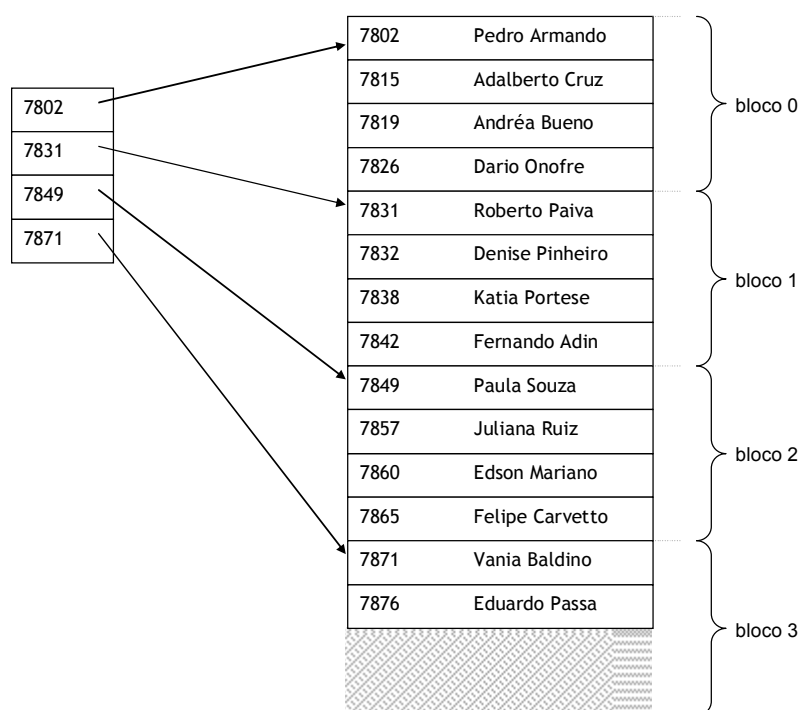 7802
7831
7849
7871
7802 Pedro Armando
7815 Adalberto Cruz
7819 Andréa Bueno
7826 Dario Onofre
7831 Roberto Paiva
7832 Denise Pinheiro
7838 Katia Portese
7842 Fernando Adin
7849 Paula Souza
7857 Juliana Ruiz
7860 Edson Mariano
7865 Felipe Carvetto
7871 Vania Baldino
7876 Eduardo Passa
bloco 0
bloco 1
bloco 2
bloco 3